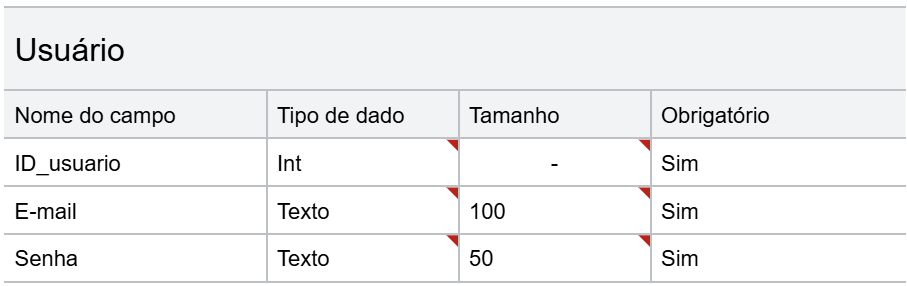 Usuário
Nome do campo Tipo de dado Tamanho Obrigatório
ID_usuario Int - Sim
E-mail Texto 100 Sim
Senha Texto 50 Sim